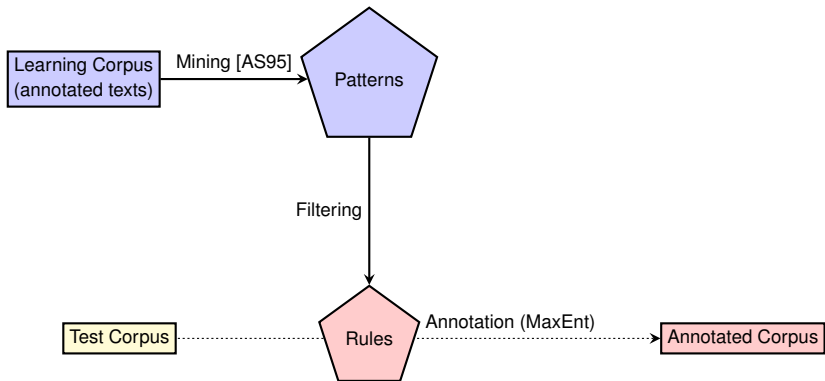 Learning Corpus
(annotated texts)
Mining [AS95]
Patterns
Filtering
Test Corpus
Rules
Annotation (MaxEnt)
Annotated Corpus